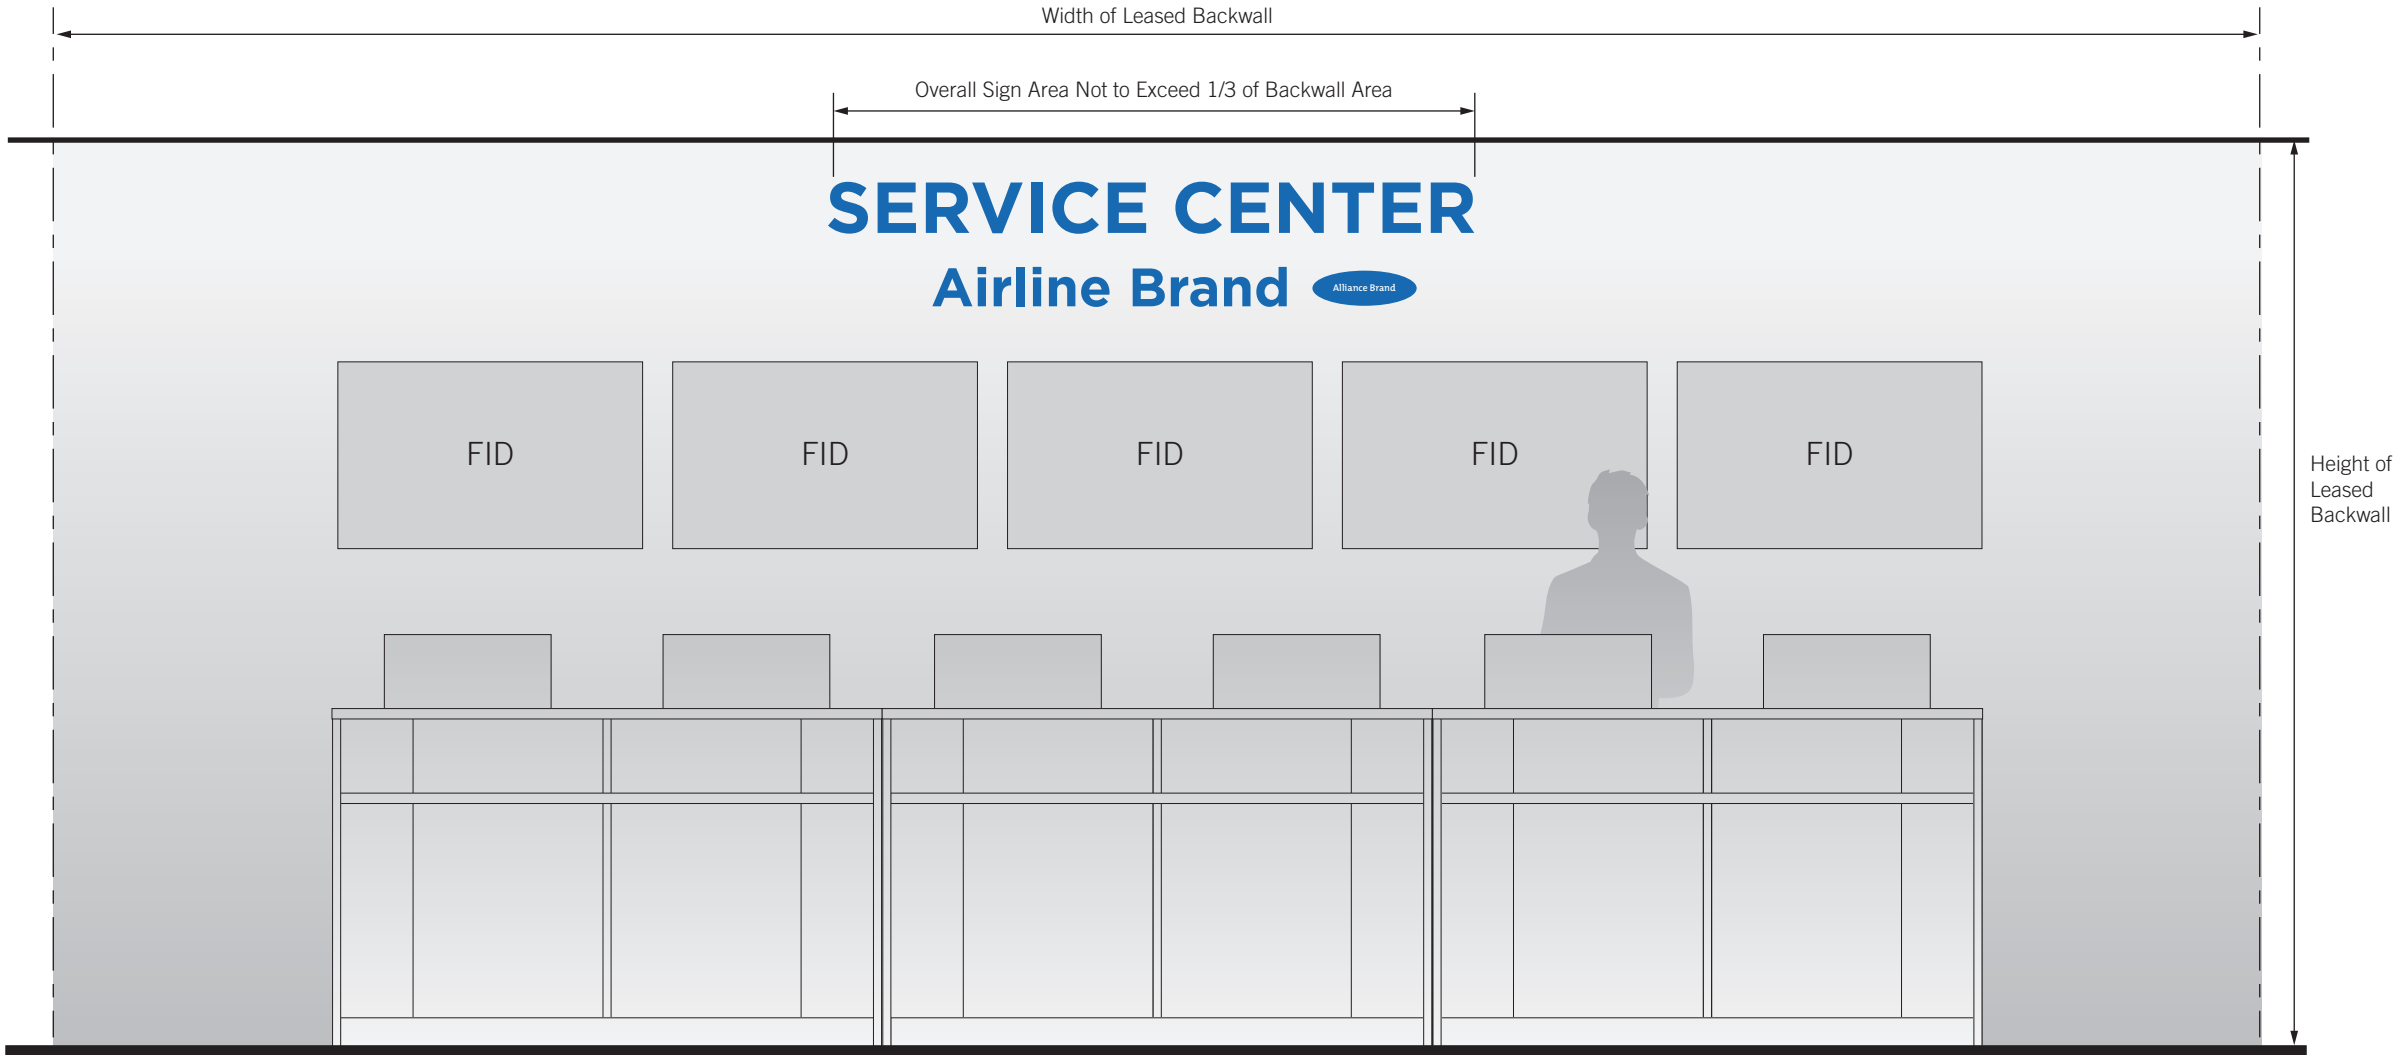 Width of Leased Backwall
Overall Sign Area Not to Exceed 1/3 of Backwall Area
SERVICE CENTER
Airline Brand Alliance Brand
FID FID FID FID FID
Height of
Leased
Backwall